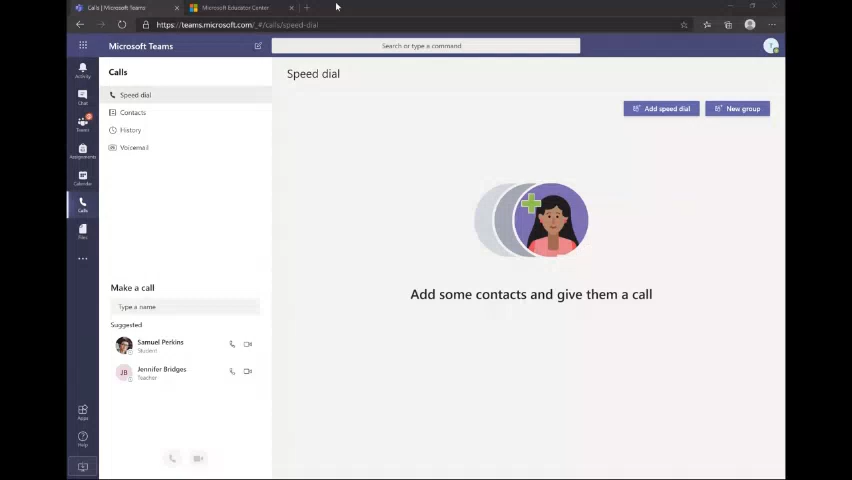 Calls | Microsoft Teams
Microsoft Educator Center
https://teams.microsoft.com/_#/calls/speed-dial
Microsoft Teams
Search or type a command
Activity
Chat
Teams
Assignments
Calendar
Calls
Files
Apps
Help
Calls
Speed dial
Contacts
History
Voicemail
Make a call
Type a name
Suggested
Samuel Perkins
Student
JB
Jennifer Bridges
Teacher
Speed dial
Add speed dial
New group
Add some contacts and give them a call